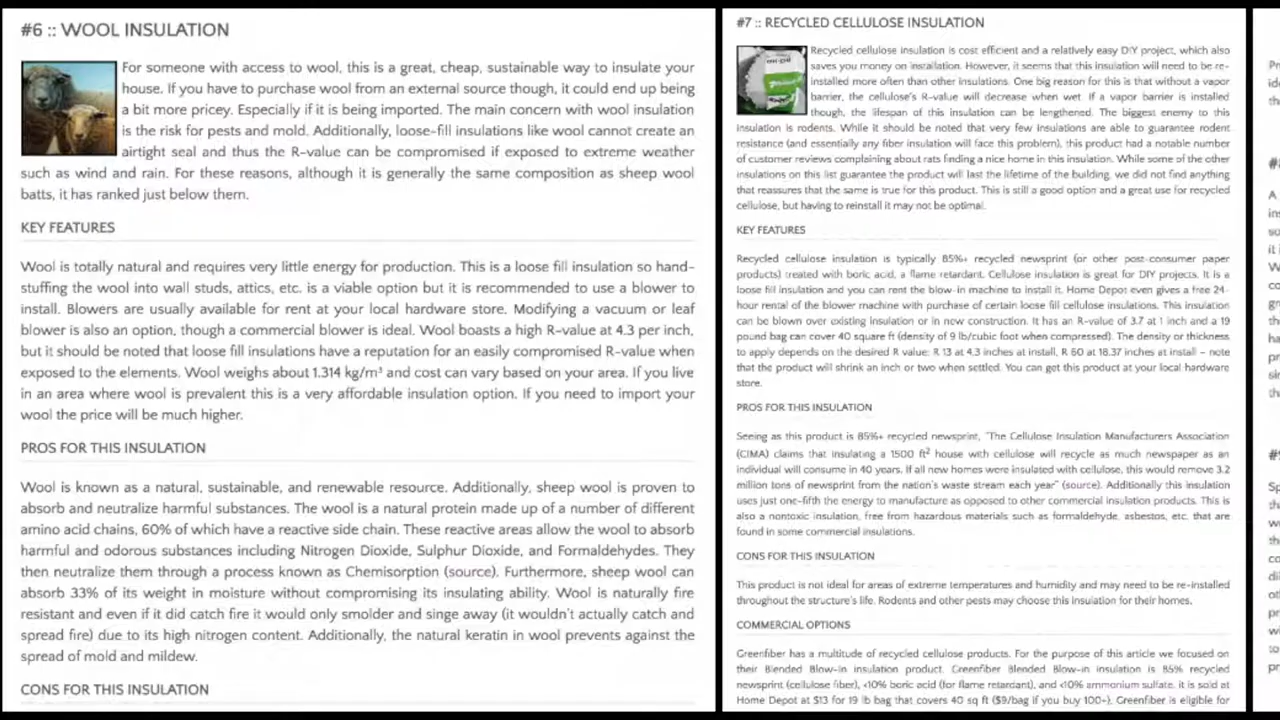 #6 :: WOOL INSULATION
For someone with access to wool, this is a great, cheap, sustainable way to insulate your
house. If you have to purchase wool from an external source though, it could end up being
a bit more pricey. Especially if it is being imported. The main concern with wool insulation
is the risk for pests and mold. Additionally, loose-fill insulations like wool cannot create an
airtight seal and thus the R-value can be compromised if exposed to extreme weather
such as wind and rain. For these reasons, although it is generally the same composition as sheep wool
batts, it has ranked just below them.
KEY FEATURES
Wool is totally natural and requires very little energy for production. This is a loose fill insulation so hand-
stuffing the wool into wall studs, attics, etc. is a viable option but it is recommended to use a blower to
install. Blowers are usually available for rent at your local hardware store. Modifying a vacuum or leaf
blower is also an option, though a commercial blower is ideal. Wool boasts a high R-value at 4.3 per inch,
but it should be noted that loose fill insulations have a reputation for an easily compromised R-value when
exposed to the elements. Wool weighs about 1.314 kg/m³ and cost can vary based on your area. If you live
in an area where wool is prevalent this is a very affordable insulation option. If you need to import your
wool the price will be much higher.
PROS FOR THIS INSULATION
Wool is known as a natural, sustainable, and renewable resource. Additionally, sheep wool is proven to
absorb and neutralize harmful substances. The wool is a natural protein made up of a number of different
amino acid chains, 60% of which have a reactive side chain. These reactive areas allow the wool to absorb
harmful and odorous substances including Nitrogen Dioxide, Sulphur Dioxide, and Formaldehydes. They
then neutralize them through a process known as Chemisorption (source). Furthermore, sheep wool can
absorb 33% of its weight in moisture without compromising its insulating ability. Wool is naturally fire
resistant and even if it did catch fire it would only smolder and singe away (it wouldn't actually catch and
spread fire) due to its high nitrogen content. Additionally, the natural keratin in wool prevents against the
spread of mold and mildew.
CONS FOR THIS INSULATION
#7 :: RECYCLED CELLULOSE INSULATION
Recycled cellulose insulation is cost efficient and a relatively easy DIY project, which also
saves you money on installation. However, it seems that this insulation will need to be re-
installed more often than other insulations. One big reason for this is that without a vapor
barrier, the cellulose's R-value will decrease when wet. If a vapor barrier is installed
though, the lifespan of this insulation can be lengthened. The biggest enemy to this
insulation is rodents. While it should be noted that very few insulations are able to guarantee rodent
resistance (and essentially any fiber insulation will face this problem), this product had a notable number
of customer reviews complaining about rats finding a nice home in this insulation. While some of the other
insulations on this list guarantee the product will last the lifetime of the building, we did not find anything
that reassures that the same is true for this product. This is still a good option and a great use for recycled
cellulose, but having to reinstall it may not be optimal.
KEY FEATURES
Recycled cellulose insulation is typically 85%+ recycled newsprint (or other post-consumer paper
products) treated with boric acid, a flame retardant. Cellulose insulation is great for DIY projects. It is a
loose fill insulation and you can rent the blow-in machine to install it. Home Depot even gives a free 24-
hour rental of the blower machine with purchase of certain loose fill cellulose insulations. This insulation
can be blown over existing insulation or in new construction. It has an R-value of 3.7 at 1 inch and a 19
pound bag can cover 40 square ft (density of 9 lb/cubic foot when compressed). The density or thickness
to apply depends on the desired R value: R 13 at 4.3 inches at install, R 60 at 18.37 inches at install – note
that the product will shrink an inch or two when settled. You can get this product at your local hardware
store.
PROS FOR THIS INSULATION
Seeing as this product is 85%+ recycled newsprint, "The Cellulose Insulation Manufacturers Association
(CIMA) claims that insulating a 1500 ft² house with cellulose will recycle as much newspaper as an
individual will consume in 40 years. If all new homes were insulated with cellulose, this would remove 3.2
million tons of newsprint from the nation's waste stream each year" (source). Additionally this insulation
uses just one-fifth the energy to manufacture as opposed to other commercial insulation products. This is
also a nontoxic insulation, free from hazardous materials such as formaldehyde, asbestos, etc. that are
found in some commercial insulations.
CONS FOR THIS INSULATION
This product is not ideal for areas of extreme temperatures and humidity and may need to be re-installed
throughout the structure's life. Rodents and other pests may choose this insulation for their homes.
COMMERCIAL OPTIONS
Greenfiber has a multitude of recycled cellulose products. For the purpose of this article we focused on
their Blended Blow-in insulation product. Greenfiber Blended Blow-in insulation is 85% recycled
newsprint (cellulose fiber), <10% boric acid (for flame retardant), and <10% ammonium sulfate. it is sold at
Home Depot at $13 for 19 lb bag that covers 40 sq ft ($9/bag if you buy 100+). Greenfiber is eligible for